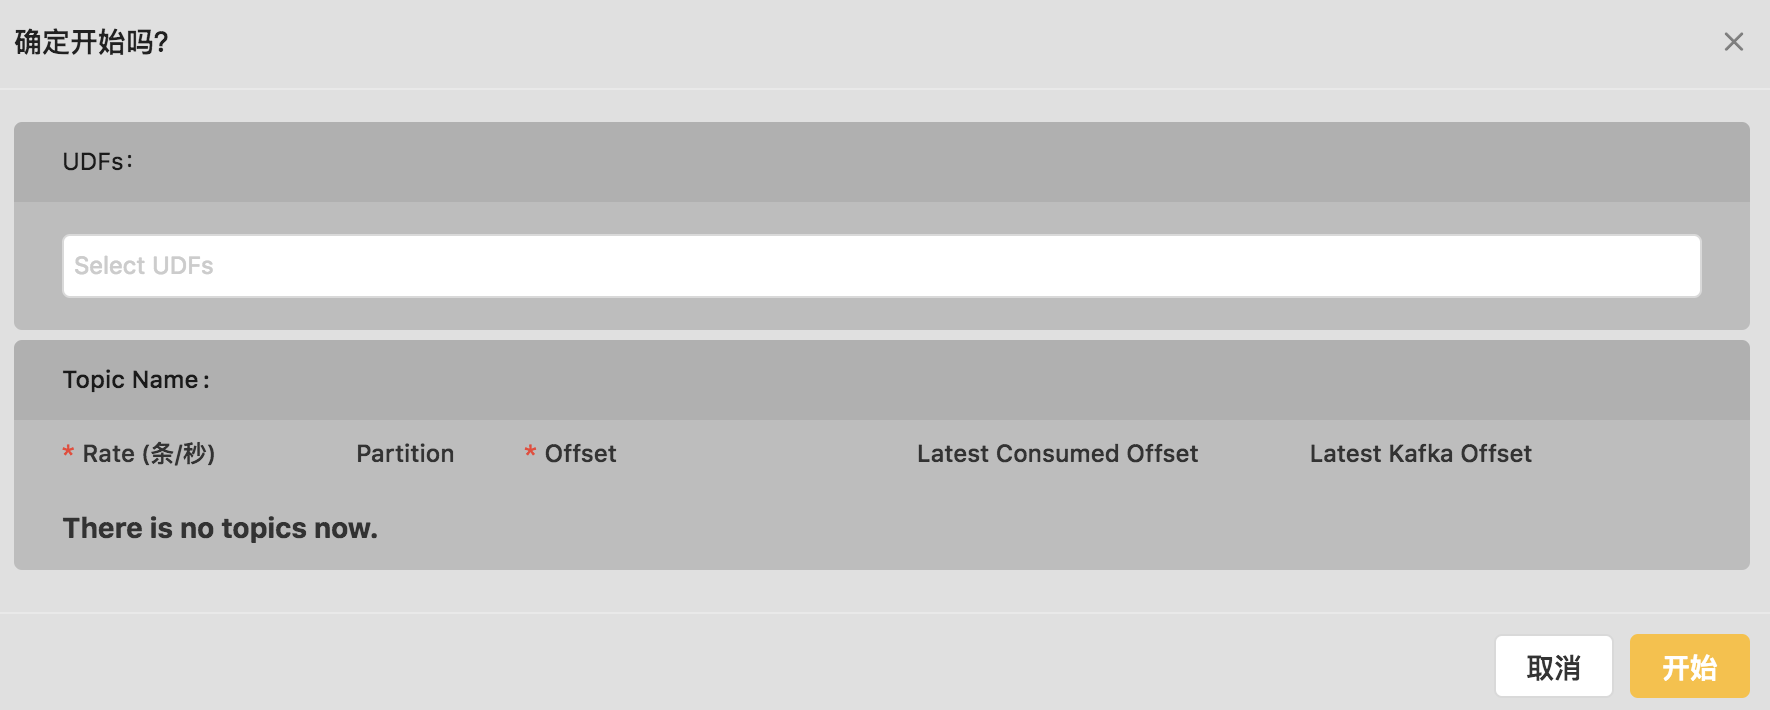 确定开始吗?
UDFs:
Select UDFs
Topic Name:
* Rate (条/秒) Partition * Offset Latest Consumed Offset Latest Kafka Offset
There is no topics now.
取消 开始